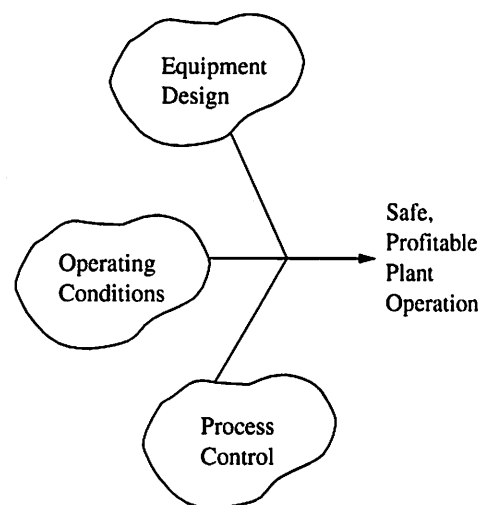 Equipment
Design
Operating
Conditions
Safe,
Profitable
Plant
Operation
Process
Control